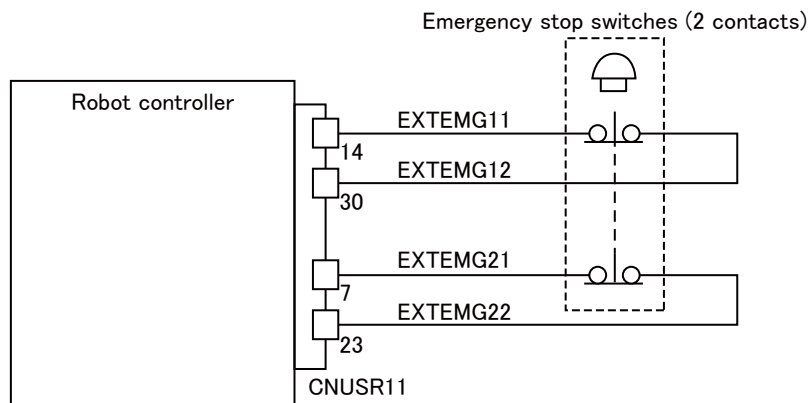 Emergency stop switches (2 contacts)
Robot controller
EXTEMG11
14
EXTEMG12
30
EXTEMG21
7
EXTEMG22
23
CNUSR11